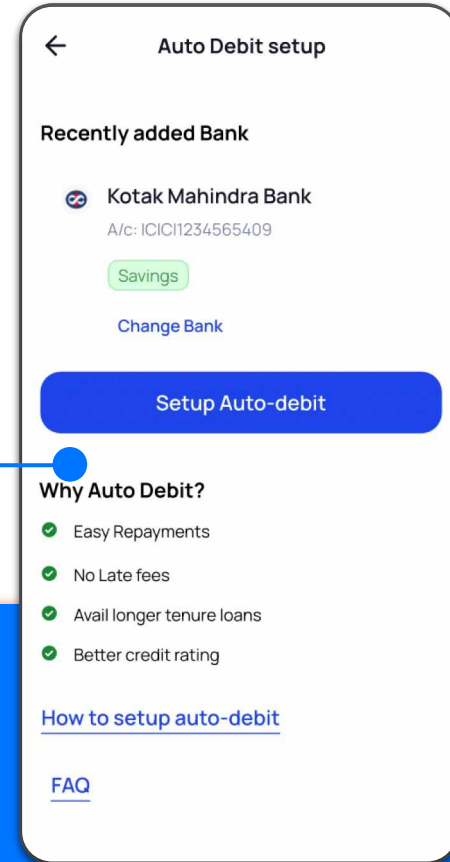 Auto Debit setup
Recently added Bank
Kotak Mahindra Bank
A/c: ICICI1234565409
Savings
Change Bank
Setup Auto-debit
Why Auto Debit?
Easy Repayments
No Late fees
Avail longer tenure loans
Better credit rating
How to setup auto-debit
FAQ